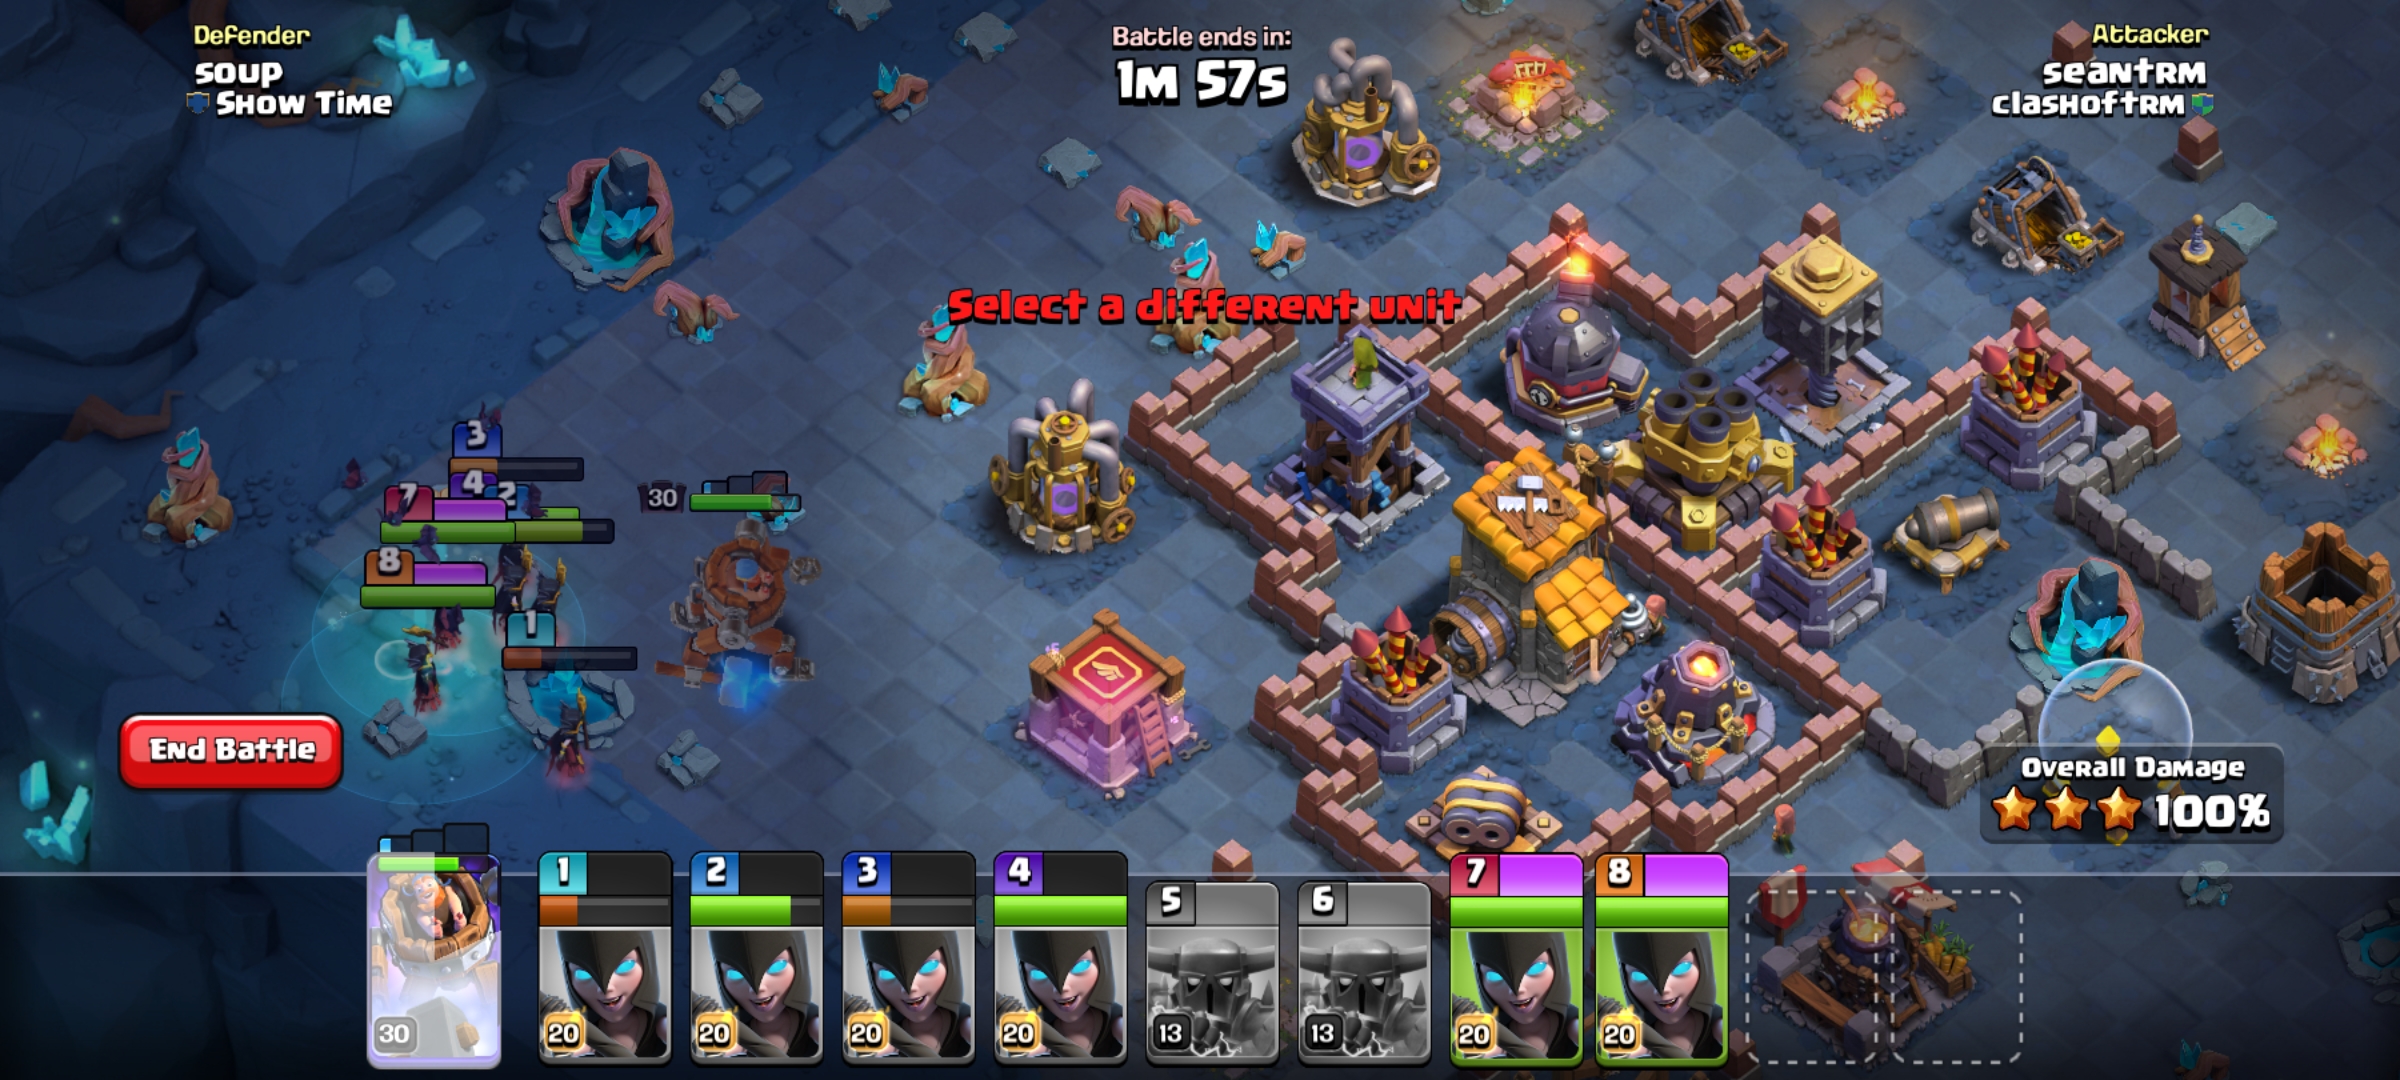 Defender
soup
Show Time
Battle ends in:
1M 57s
Attacker
seantrm
clashoftrm
Select a different unit
3
4
2
7
8
1
30
End Battle
Overall Damage
100%
30
1
20
2
20
3
20
4
20
5
13
6
13
7
20
8
20